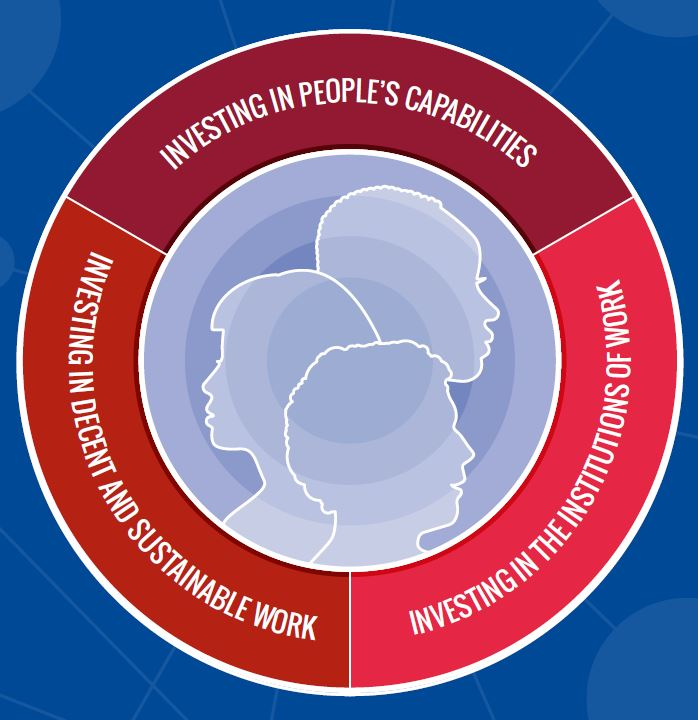 INVESTING IN PEOPLE'S CAPABILITIES
INVESTING IN THE INSTITUTIONS OF WORK
INVESTING IN DECENT AND SUSTAINABLE WORK